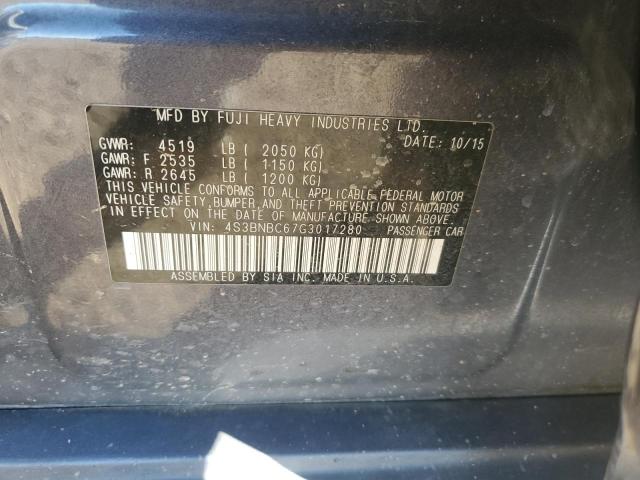 MFD BY FUJI HEAVY INDUSTRIES LTD.
GVWR: 4519 LB ( 2050 KG) DATE: 10/15
GAWR: F 2535 LB ( 1150 KG)
GAWR: R 2645 LB ( 1200 KG)
THIS VEHICLE CONFORMS TO ALL APPLICABLE FEDERAL MOTOR
VEHICLE SAFETY, BUMPER, AND THEFT PREVENTION STANDARDS
IN EFFECT ON THE DATE OF MANUFACTURE SHOWN ABOVE.
VIN: 4S3BNBC67G3017280 PASSENGER CAR
ASSEMBLED BY SIA INC. MADE IN U.S.A.